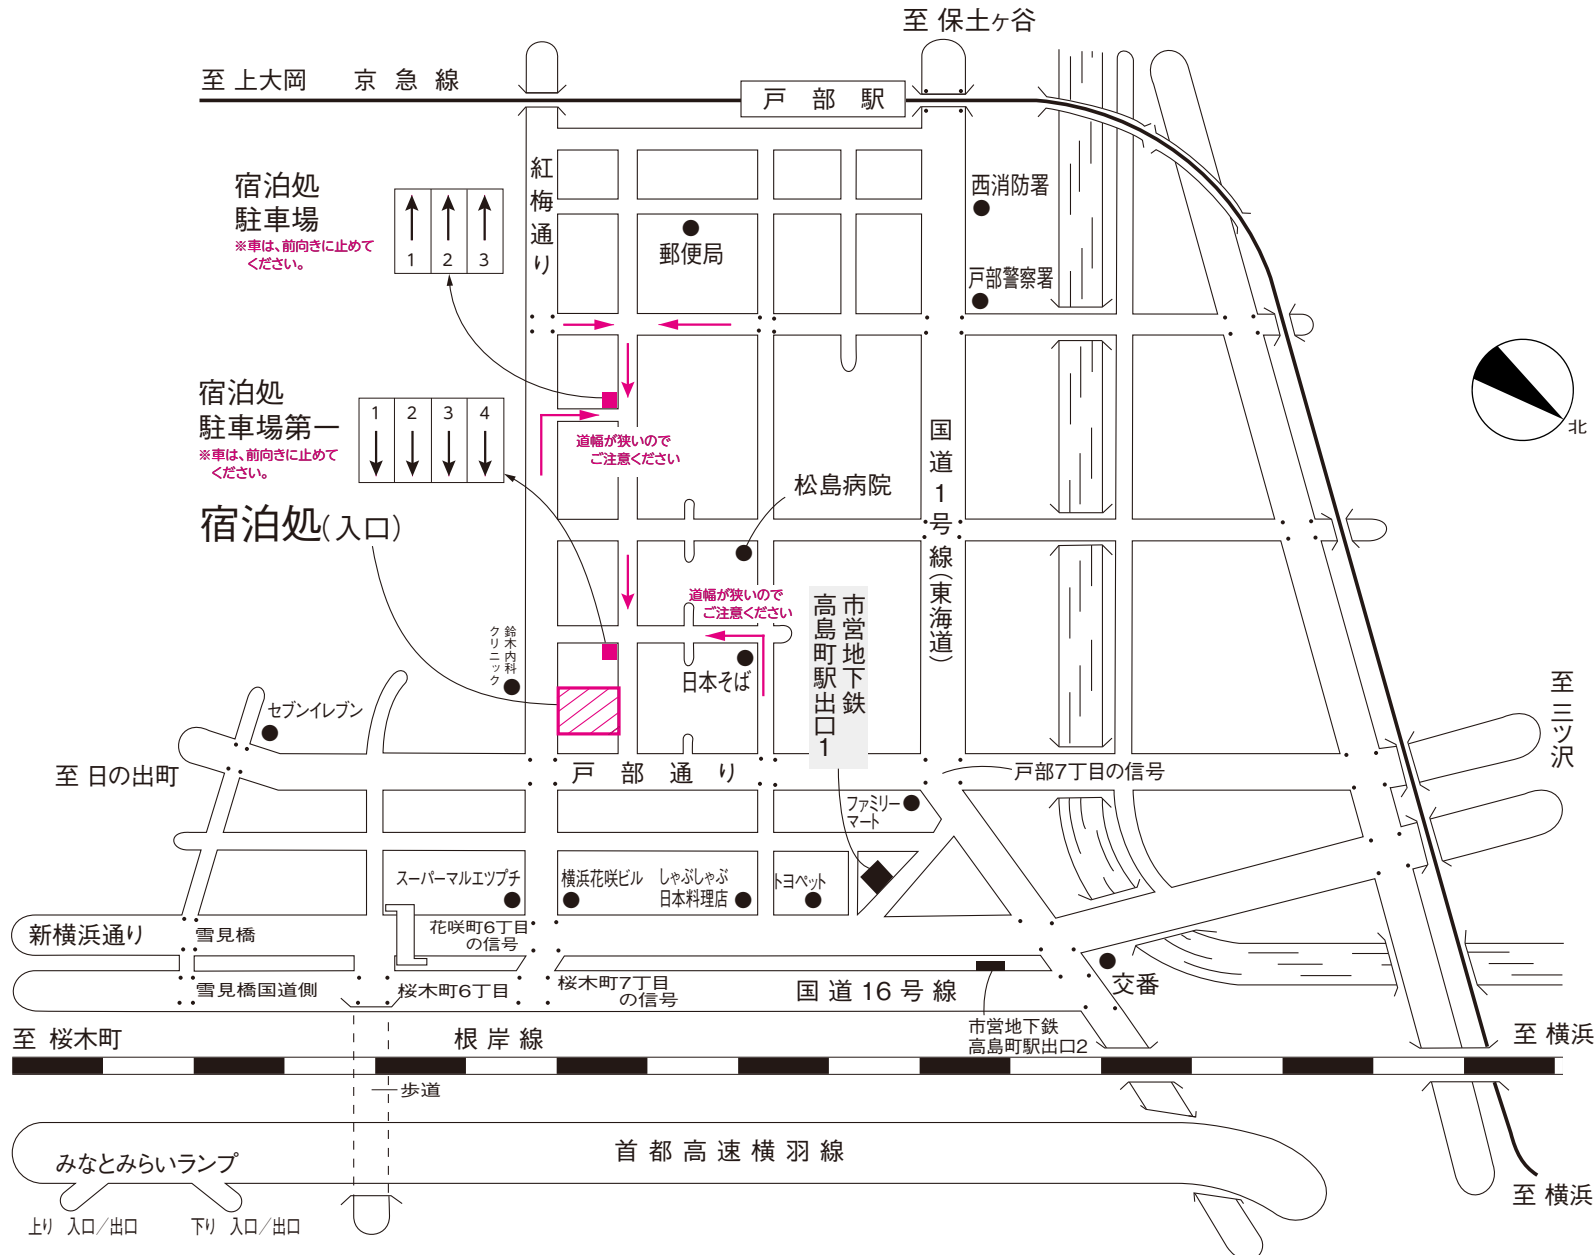 至 保土ヶ谷
至 上大岡 京急線
戸部駅
宿泊処
駐車場
※車は、前向きに止めて
ください。
1 2 3
紅梅通り
郵便局
西消防署
戸部警察署
宿泊処
駐車場第一
※車は、前向きに止めて
ください。
1 2 3 4
道幅が狭いので
ご注意ください
北
国道1号線(東海道)
松島病院
宿泊処(入口)
道幅が狭いので
ご注意ください
市営地下鉄
高島町駅出口1
鈴木内科
クリニック
日本そば
セブンイレブン
至 三ツ沢
至 日の出町
戸部通り
戸部7丁目の信号
ファミリー
マート
スーパーマルエツプチ
横浜花咲ビル
しゃぶしゃぶ
日本料理店
トヨペット
新横浜通り
雪見橋
花咲町6丁目
の信号
雪見橋国道側
桜木町6丁目
桜木町7丁目
の信号
国道16号線
交番
市営地下鉄
高島町駅出口2
至 桜木町
根岸線
至 横浜
歩道
首都高速横羽線
みなとみらいランプ
至 横浜
上り 入口/出口
下り 入口/出口